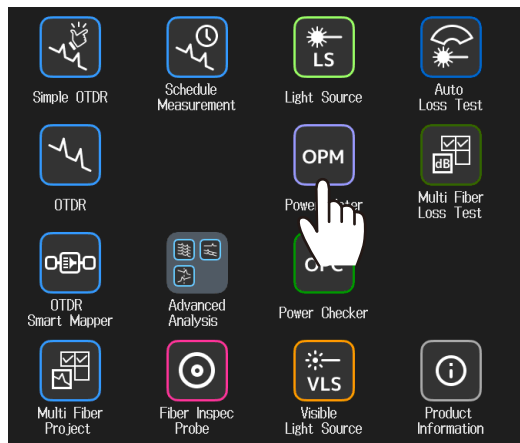 Simple OTDR
Schedule
Measurement
LS
Light Source
Auto
Loss Test
OTDR
OPM
dB
Multi Fiber
Loss Test
OTDR
Smart Mapper
Advanced
Analysis
Power Checker
Multi Fiber
Project
Fiber Inspec
Probe
VLS
Visible
Light Source
Product
Information